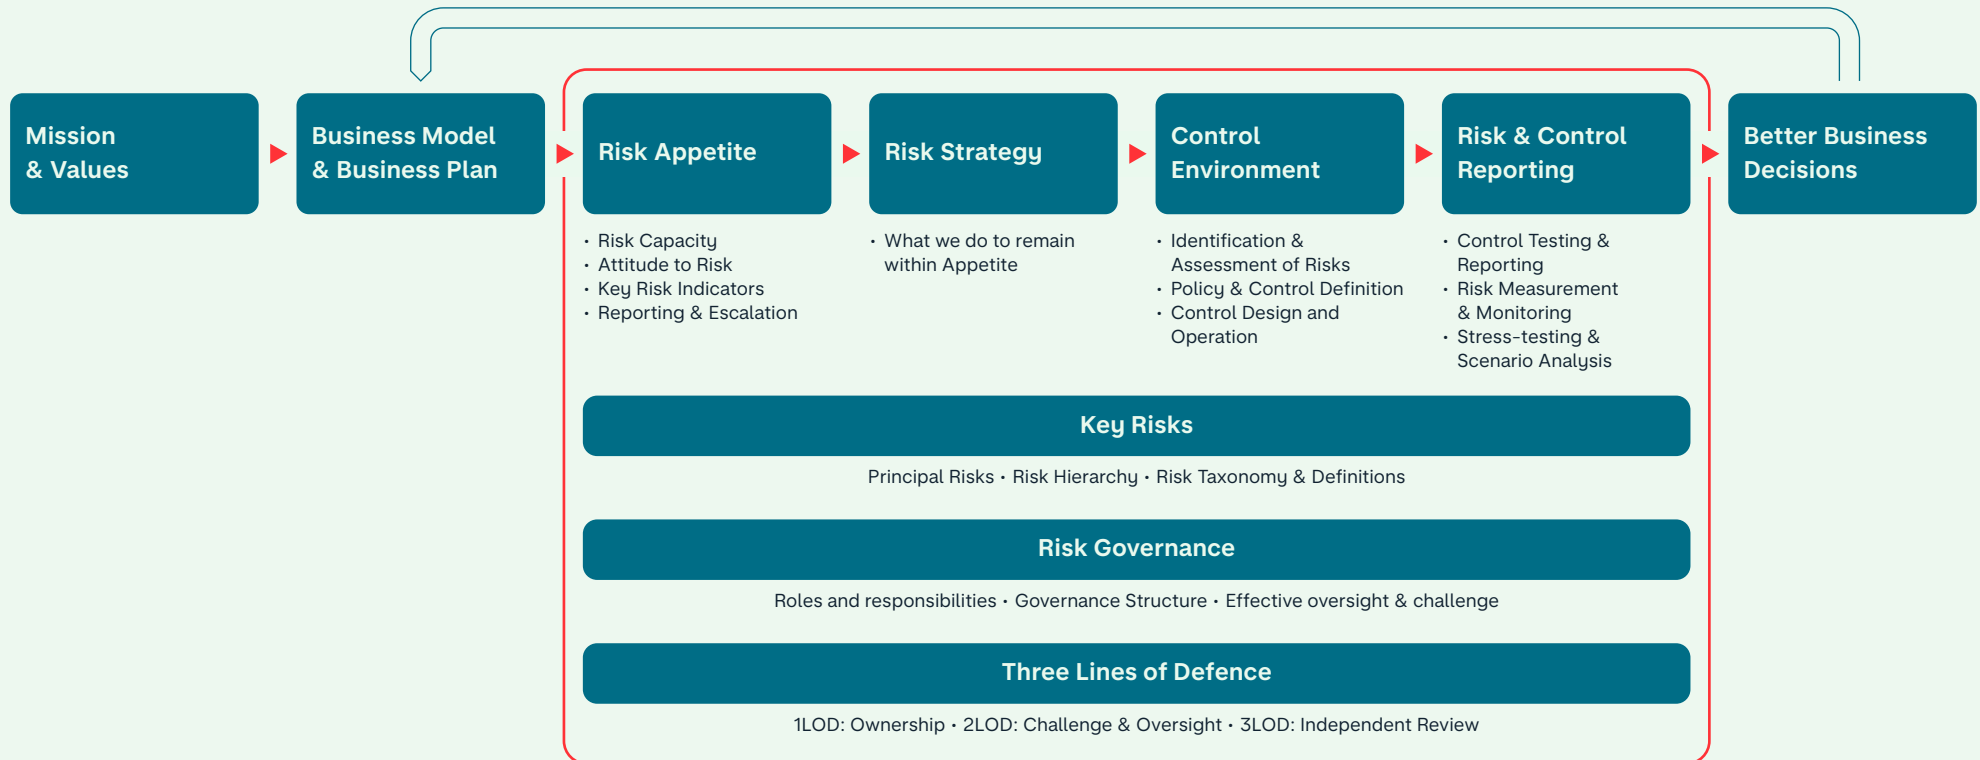 Mission
& Values
Business Model
& Business Plan
Risk Appetite
Risk Strategy
Control
Environment
Risk & Control
Reporting
Better Business
Decisions
• Risk Capacity
• Attitude to Risk
• Key Risk Indicators
• Reporting & Escalation
• What we do to remain
within Appetite
• Identification &
Assessment of Risks
• Policy & Control Definition
• Control Design and
Operation
• Control Testing &
Reporting
• Risk Measurement
& Monitoring
• Stress-testing &
Scenario Analysis
Key Risks
Principal Risks • Risk Hierarchy • Risk Taxonomy & Definitions
Risk Governance
Roles and responsibilities • Governance Structure • Effective oversight & challenge
Three Lines of Defence
1LOD: Ownership • 2LOD: Challenge & Oversight • 3LOD: Independent Review